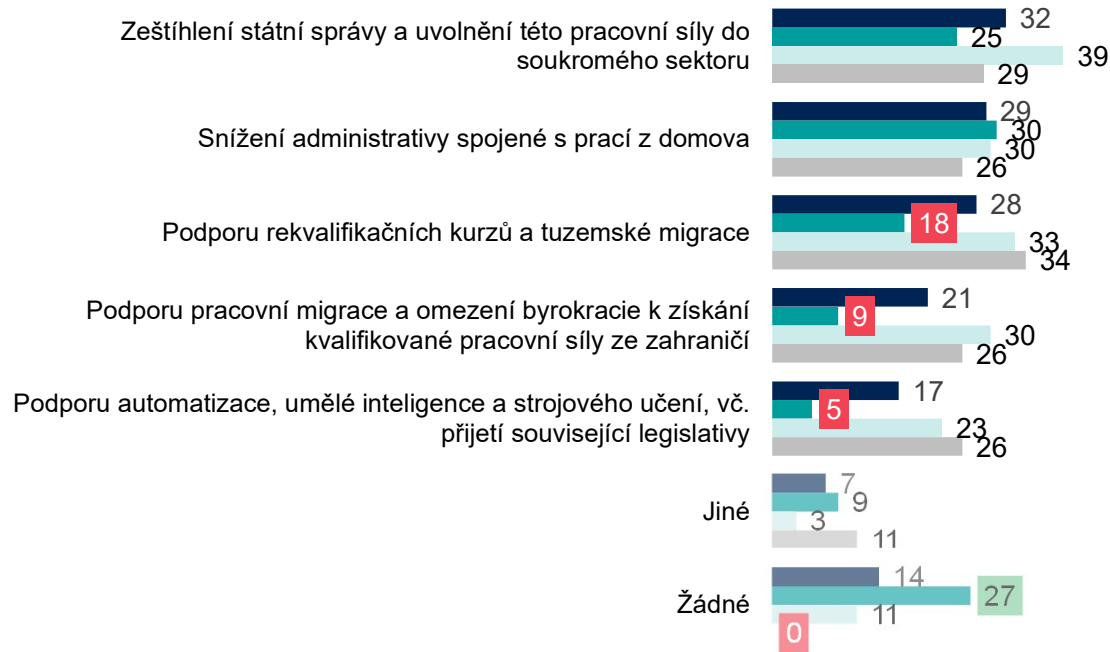 Zeštíhlení státní správy a uvolnění této pracovní síly do
soukromého sektoru
32
25
39
29
Snížení administrativy spojené s prací z domova
29
30
30
26
Podporu rekvalifikačních kurzů a tuzemské migrace
28
18
33
34
Podporu pracovní migrace a omezení byrokracie k získání
kvalifikované pracovní síly ze zahraničí
21
9
30
26
Podporu automatizace, umělé inteligence a strojového učení, vč.
přijetí související legislativy
17
5
23
26
Jiné
7
9
3
11
Žádné
14
27
11
0